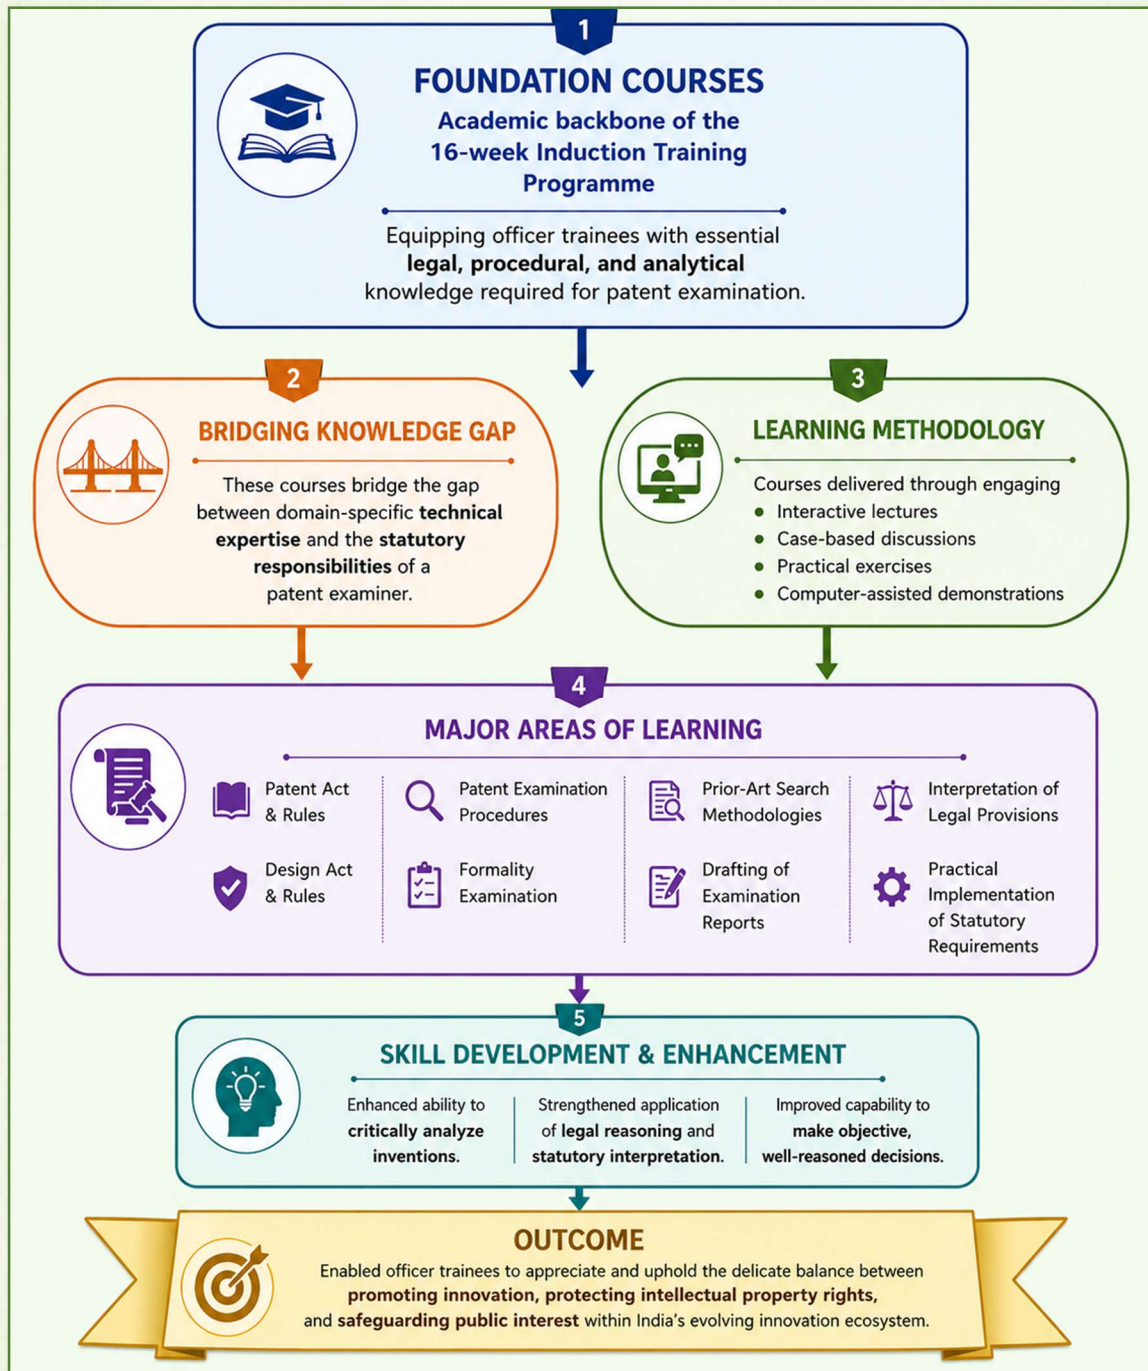 1
FOUNDATION COURSES
Academic backbone of the
16-week Induction Training
Programme
Equipping officer trainees with essential
legal, procedural, and analytical
knowledge required for patent examination.
2
BRIDGING KNOWLEDGE GAP
These courses bridge the gap
between domain-specific technical
expertise and the statutory
responsibilities of a
patent examiner.
3
LEARNING METHODOLOGY
Courses delivered through engaging
• Interactive lectures
• Case-based discussions
• Practical exercises
• Computer-assisted demonstrations
4
MAJOR AREAS OF LEARNING
Patent Act
& Rules
Patent Examination
Procedures
Prior-Art Search
Methodologies
Interpretation of
Legal Provisions
Design Act
& Rules
Formality
Examination
Drafting of
Examination
Reports
Practical
Implementation
of Statutory
Requirements
5
SKILL DEVELOPMENT & ENHANCEMENT
Enhanced ability to
critically analyze
inventions.
Strengthened application
of legal reasoning and
statutory interpretation.
Improved capability to
make objective,
well-reasoned decisions.
OUTCOME
Enabled officer trainees to appreciate and uphold the delicate balance between
promoting innovation, protecting intellectual property rights,
and safeguarding public interest within India's evolving innovation ecosystem.